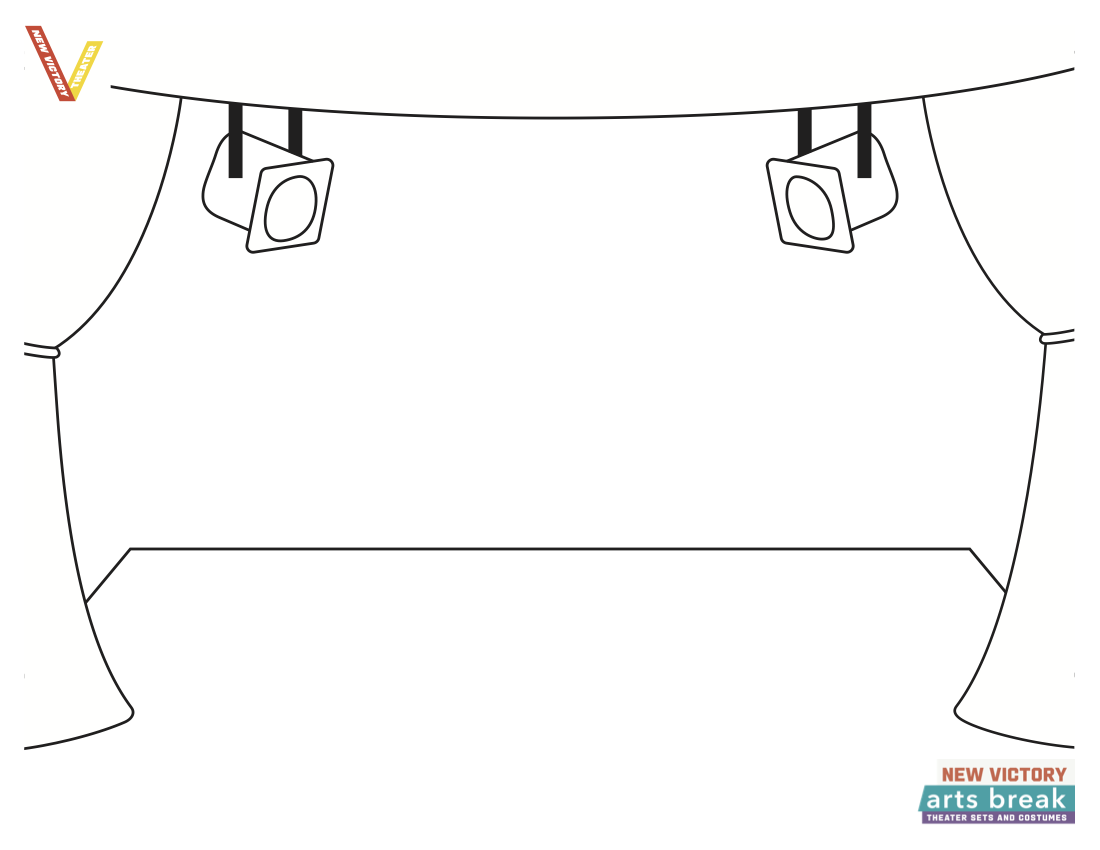 NEW VICTORY
THEATER
NEW VICTORY
arts break
THEATER SETS AND COSTUMES